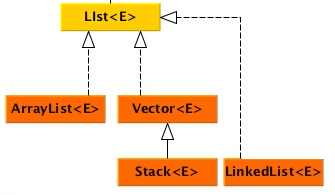 LIst<E>
ArrayList<E>
Vector<E>
Stack<E>
LinkedList<E>